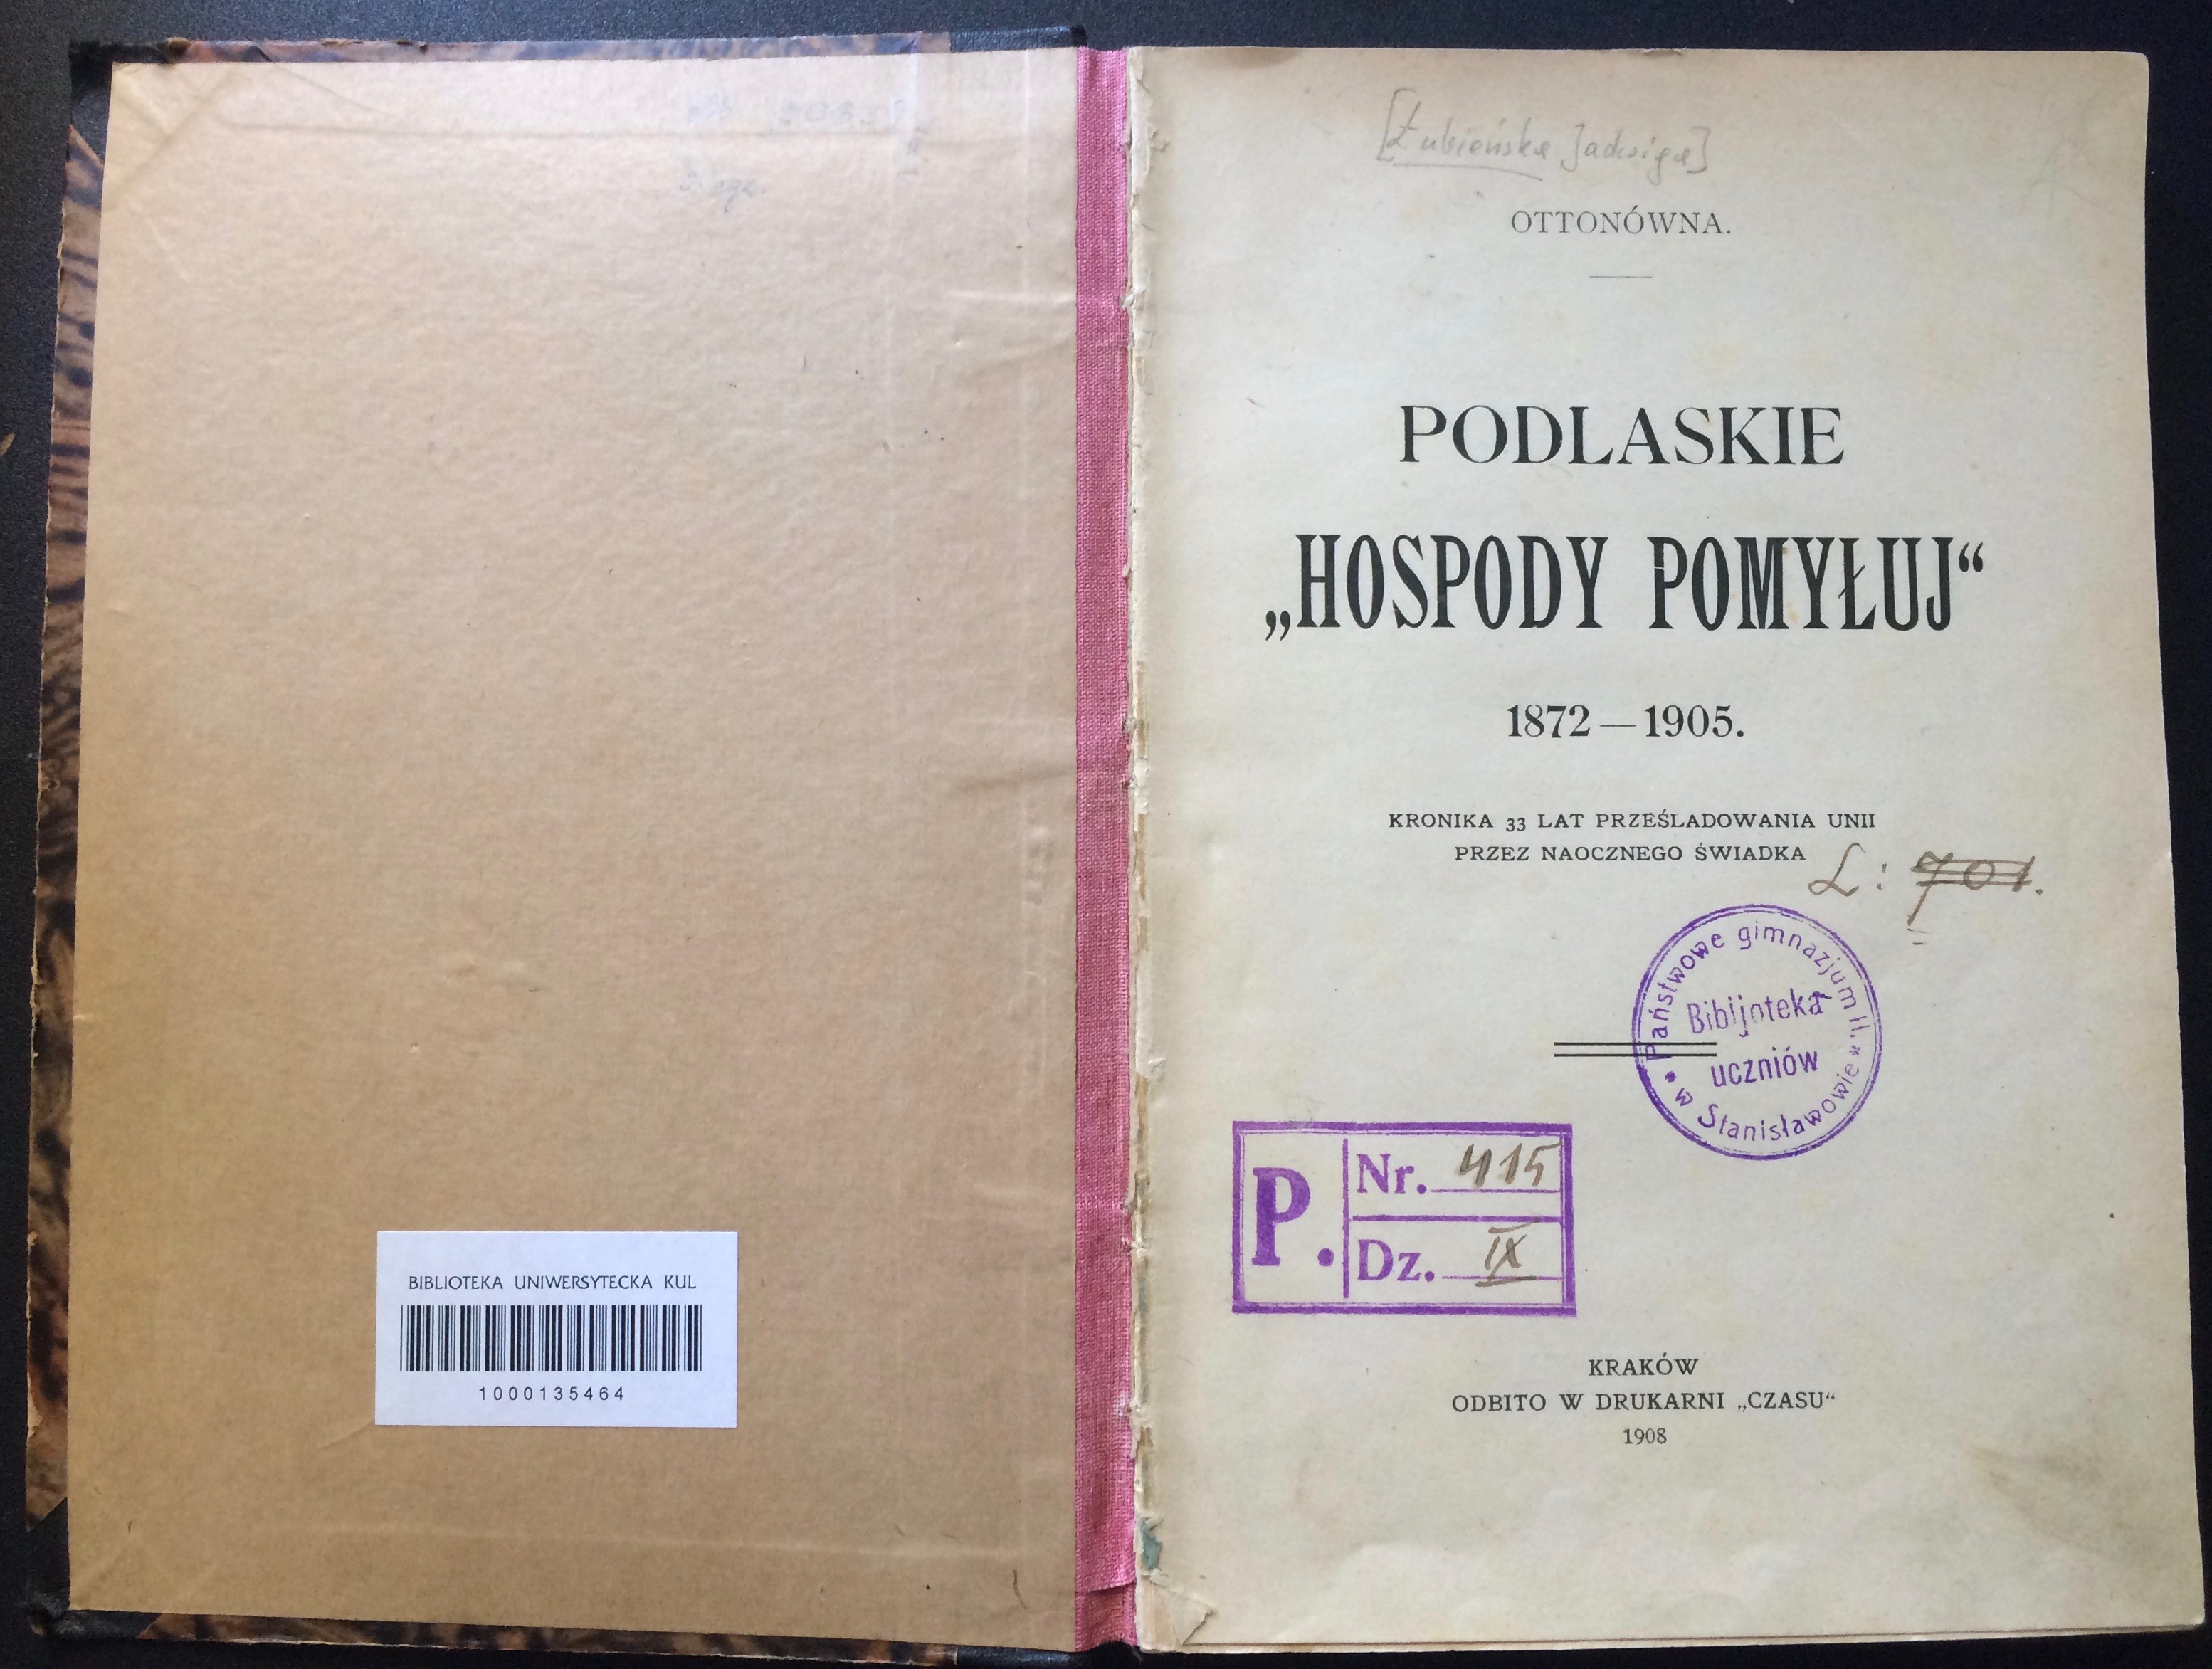 BIBLIOTEKA UNIWERSYTECKA KUL
1000135464
[Łubieńska Jadwiga]
OTTONÓWNA.
PODLASKIE
„HOSPODY POMYŁUJ“
1872—1905.
KRONIKA 33 LAT PRZEŚLADOWANIA UNII
PRZEZ NAOCZNEGO ŚWIADKA
L: 701.
Państwowe gimnazjum II.
Bibljoteka
uczniów
* w Stanisławowie *
P.
Nr. 415
Dz. IX
KRAKÓW
ODBITO W DRUKARNI „CZASU“
1908